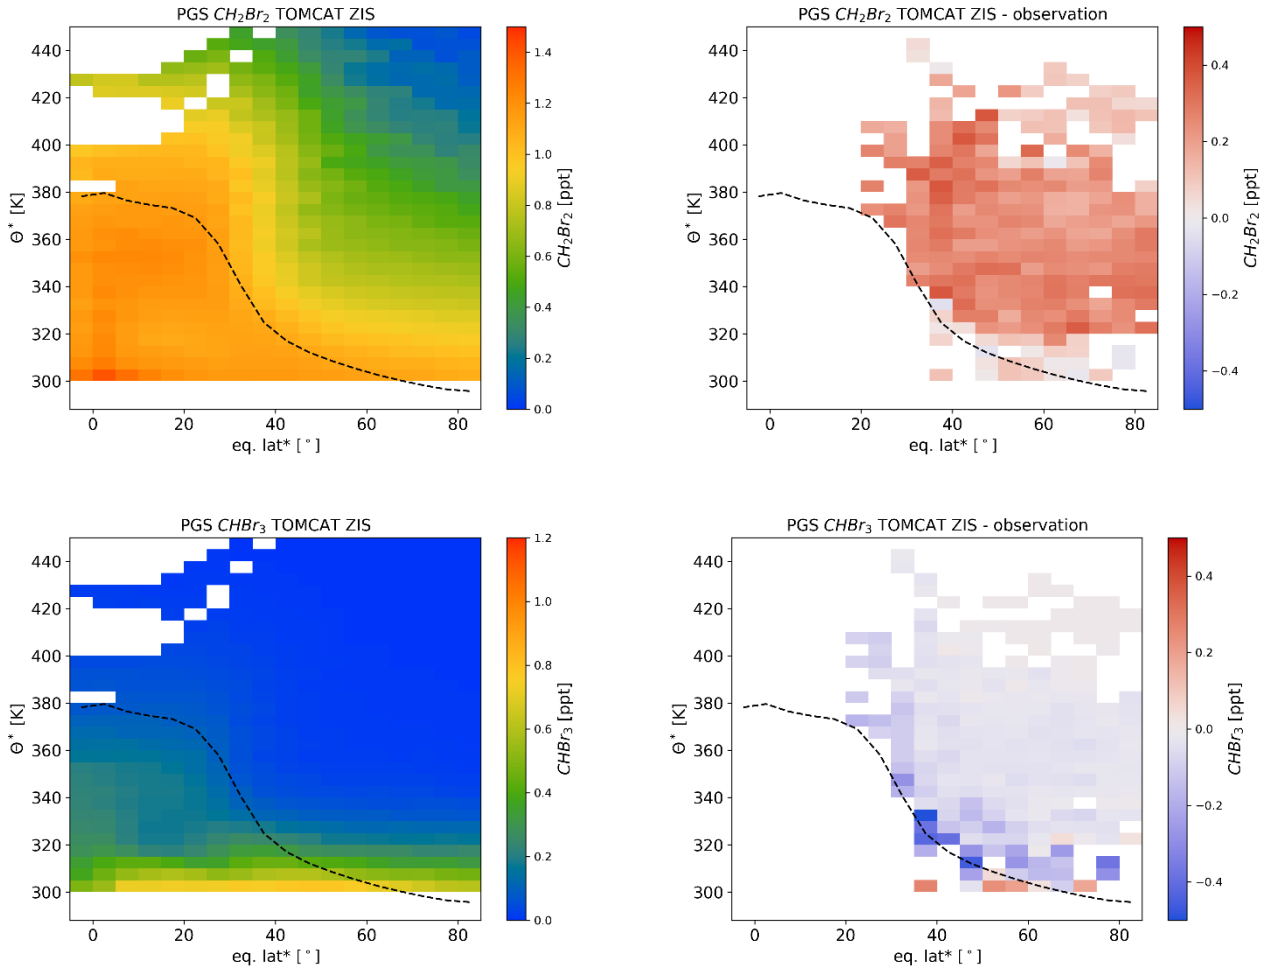 PGS CH₂Br₂ TOMCAT ZIS
440
420
400
380
360
340
320
300
Θ* [K]
0 20 40 60 80
eq. lat* [°]
1.4
1.2
1.0
0.8
0.6
0.4
0.2
0.0
CH₂Br₂ [ppt]
PGS CH₂Br₂ TOMCAT ZIS - observation
440
420
400
380
360
340
320
300
Θ* [K]
0 20 40 60 80
eq. lat* [°]
0.4
0.2
0.0
−0.2
−0.4
CH₂Br₂ [ppt]
PGS CHBr₃ TOMCAT ZIS
440
420
400
380
360
340
320
300
Θ* [K]
0 20 40 60 80
eq. lat* [°]
1.2
1.0
0.8
0.6
0.4
0.2
0.0
CHBr₃ [ppt]
PGS CHBr₃ TOMCAT ZIS - observation
440
420
400
380
360
340
320
300
Θ* [K]
0 20 40 60 80
eq. lat* [°]
0.4
0.2
0.0
−0.2
−0.4
CHBr₃ [ppt]